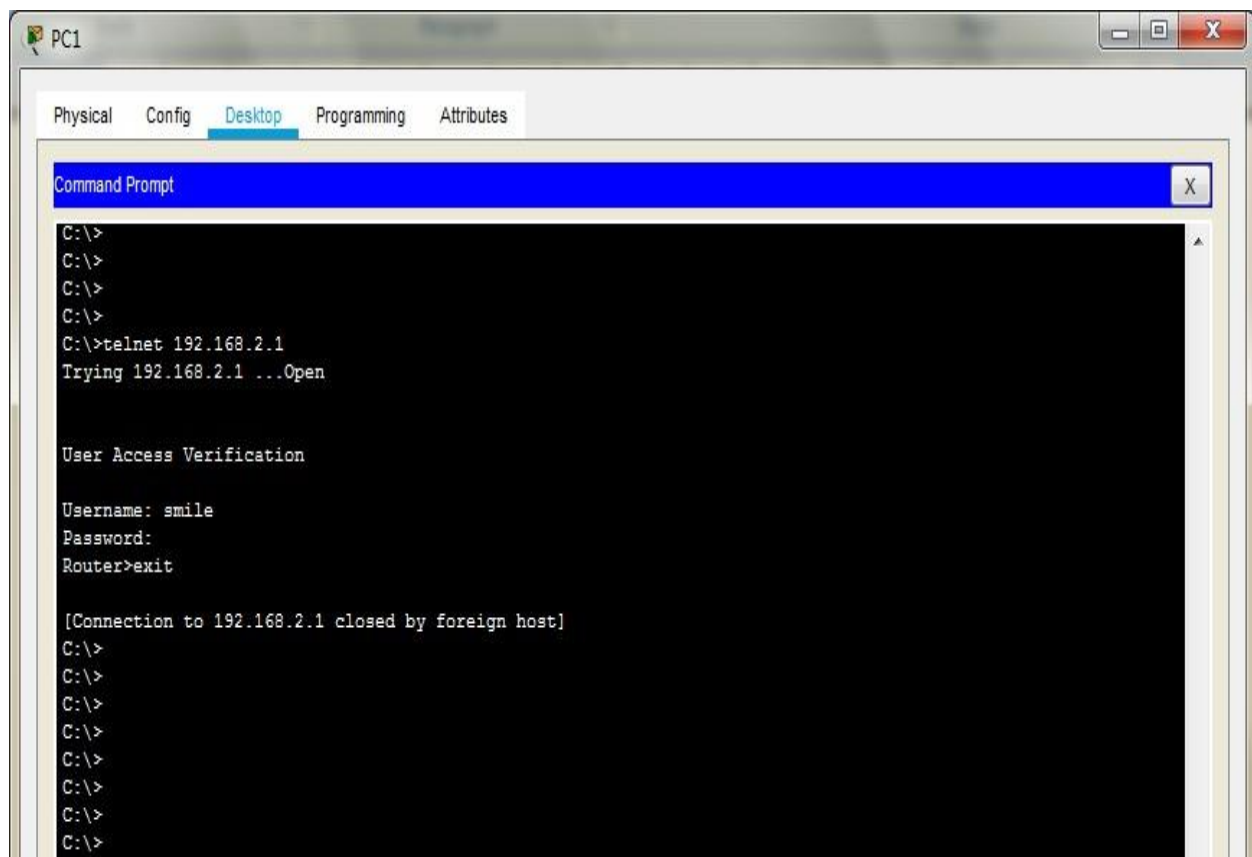 PC1
X
Physical Config Desktop Programming Attributes
Command Prompt
X
C:\>
C:\>
C:\>
C:\>
C:\>telnet 192.168.2.1
Trying 192.168.2.1 ...Open
User Access Verification
Username: smile
Password:
Router>exit
[Connection to 192.168.2.1 closed by foreign host]
C:\>
C:\>
C:\>
C:\>
C:\>
C:\>
C:\>
C:\>